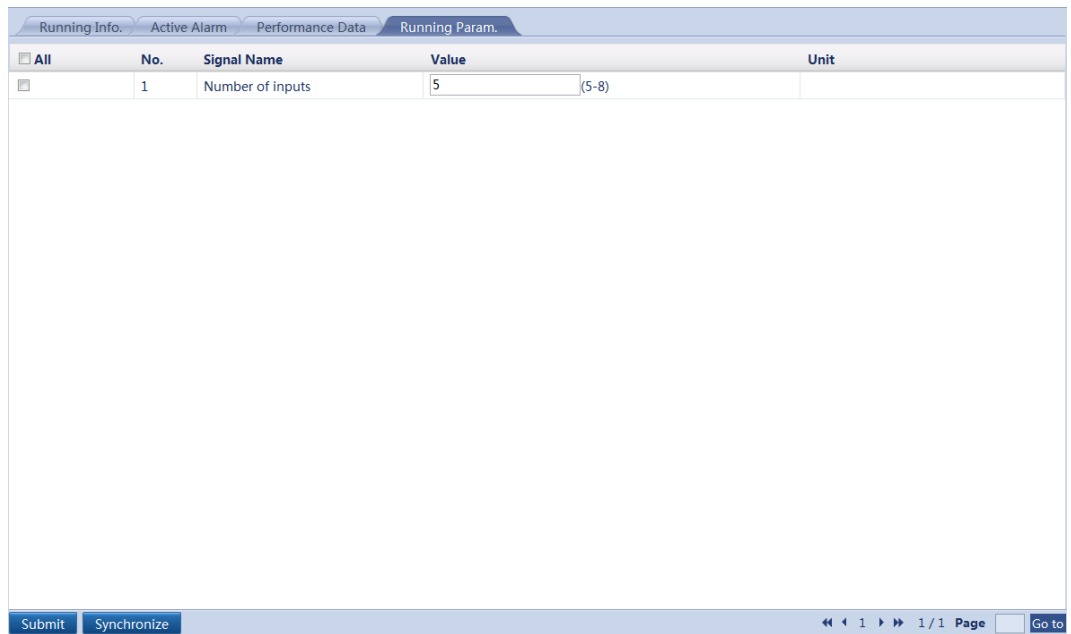 Running Info. Active Alarm Performance Data Running Param.
All No. Signal Name Value Unit
1 Number of inputs 5 (5-8)
Submit Synchronize 1 1 / 1 Page Go to